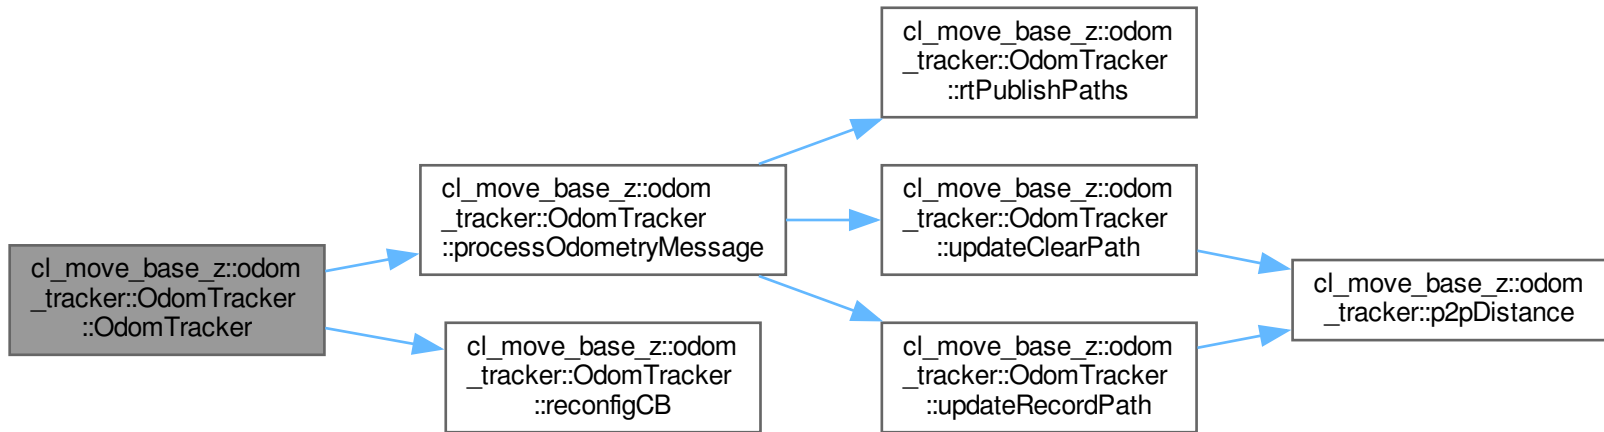 cl_move_base_z::odom
_tracker::OdomTracker
::OdomTracker
cl_move_base_z::odom
_tracker::OdomTracker
::processOdometryMessage
cl_move_base_z::odom
_tracker::OdomTracker
::reconfigCB
cl_move_base_z::odom
_tracker::OdomTracker
::rtPublishPaths
cl_move_base_z::odom
_tracker::OdomTracker
::updateClearPath
cl_move_base_z::odom
_tracker::OdomTracker
::updateRecordPath
cl_move_base_z::odom
_tracker::p2pDistance